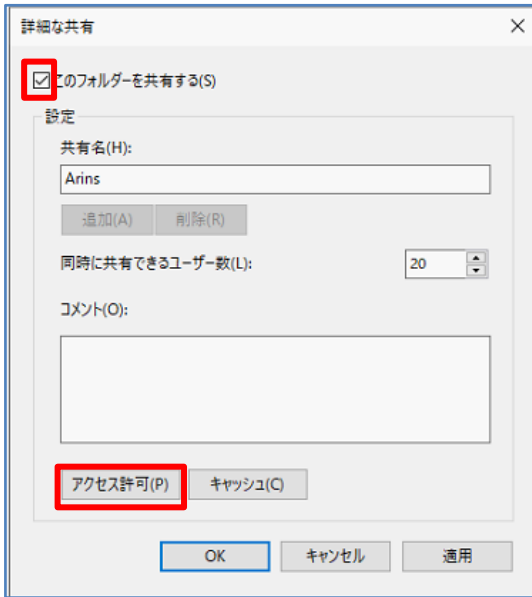 詳細な共有
このフォルダーを共有する(S)
設定
共有名(H):
Arins
追加(A) 削除(R)
同時に共有できるユーザー数(L): 20
コメント(O):
アクセス許可(P) キャッシュ(C)
OK キャンセル 適用